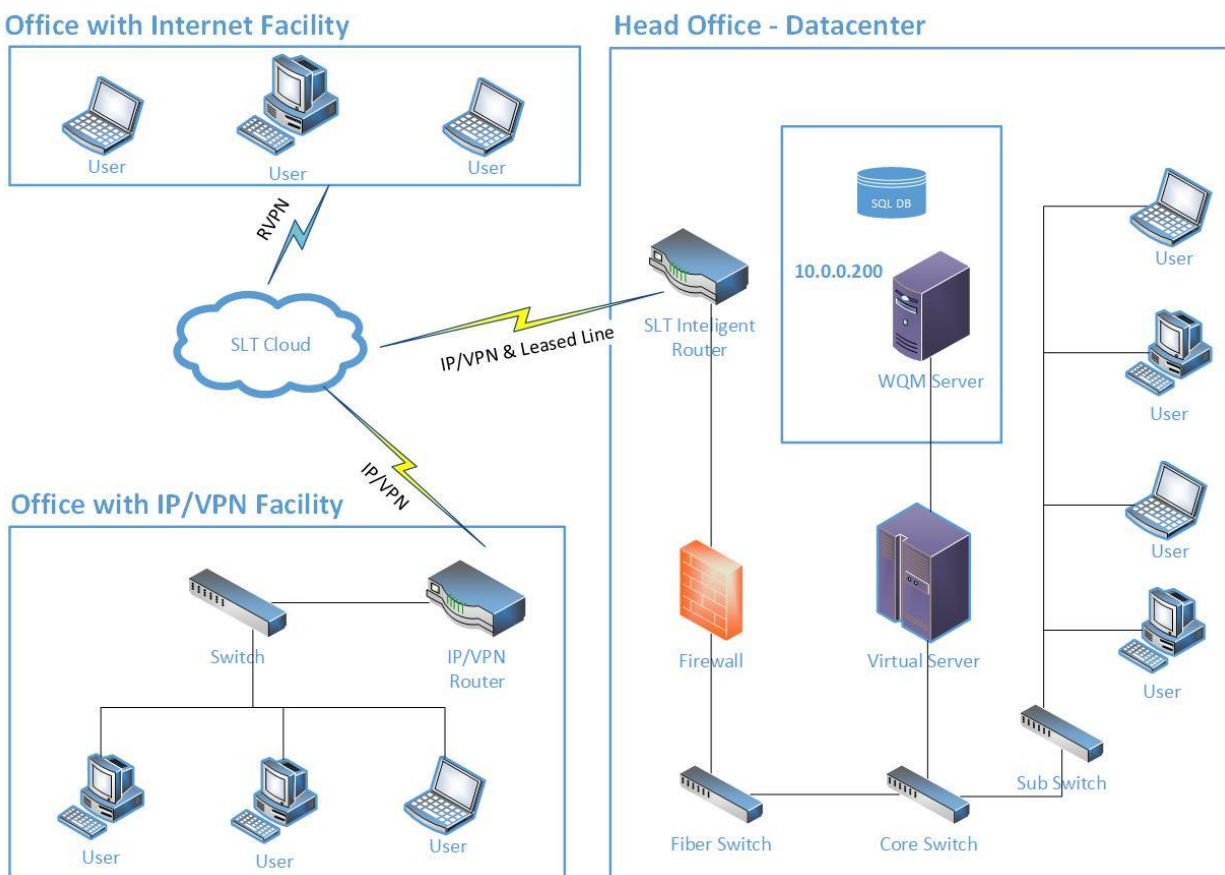 Office with Internet Facility
User
User
User
RVPN
SLT Cloud
IP/VPN & Leased Line
IP/VPN
Office with IP/VPN Facility
Switch
IP/VPN
Router
User
User
User
Head Office - Datacenter
SQL DB
10.0.0.200
SLT Inteligent
Router
WQM Server
User
User
User
User
Firewall
Virtual Server
Sub Switch
Fiber Switch
Core Switch